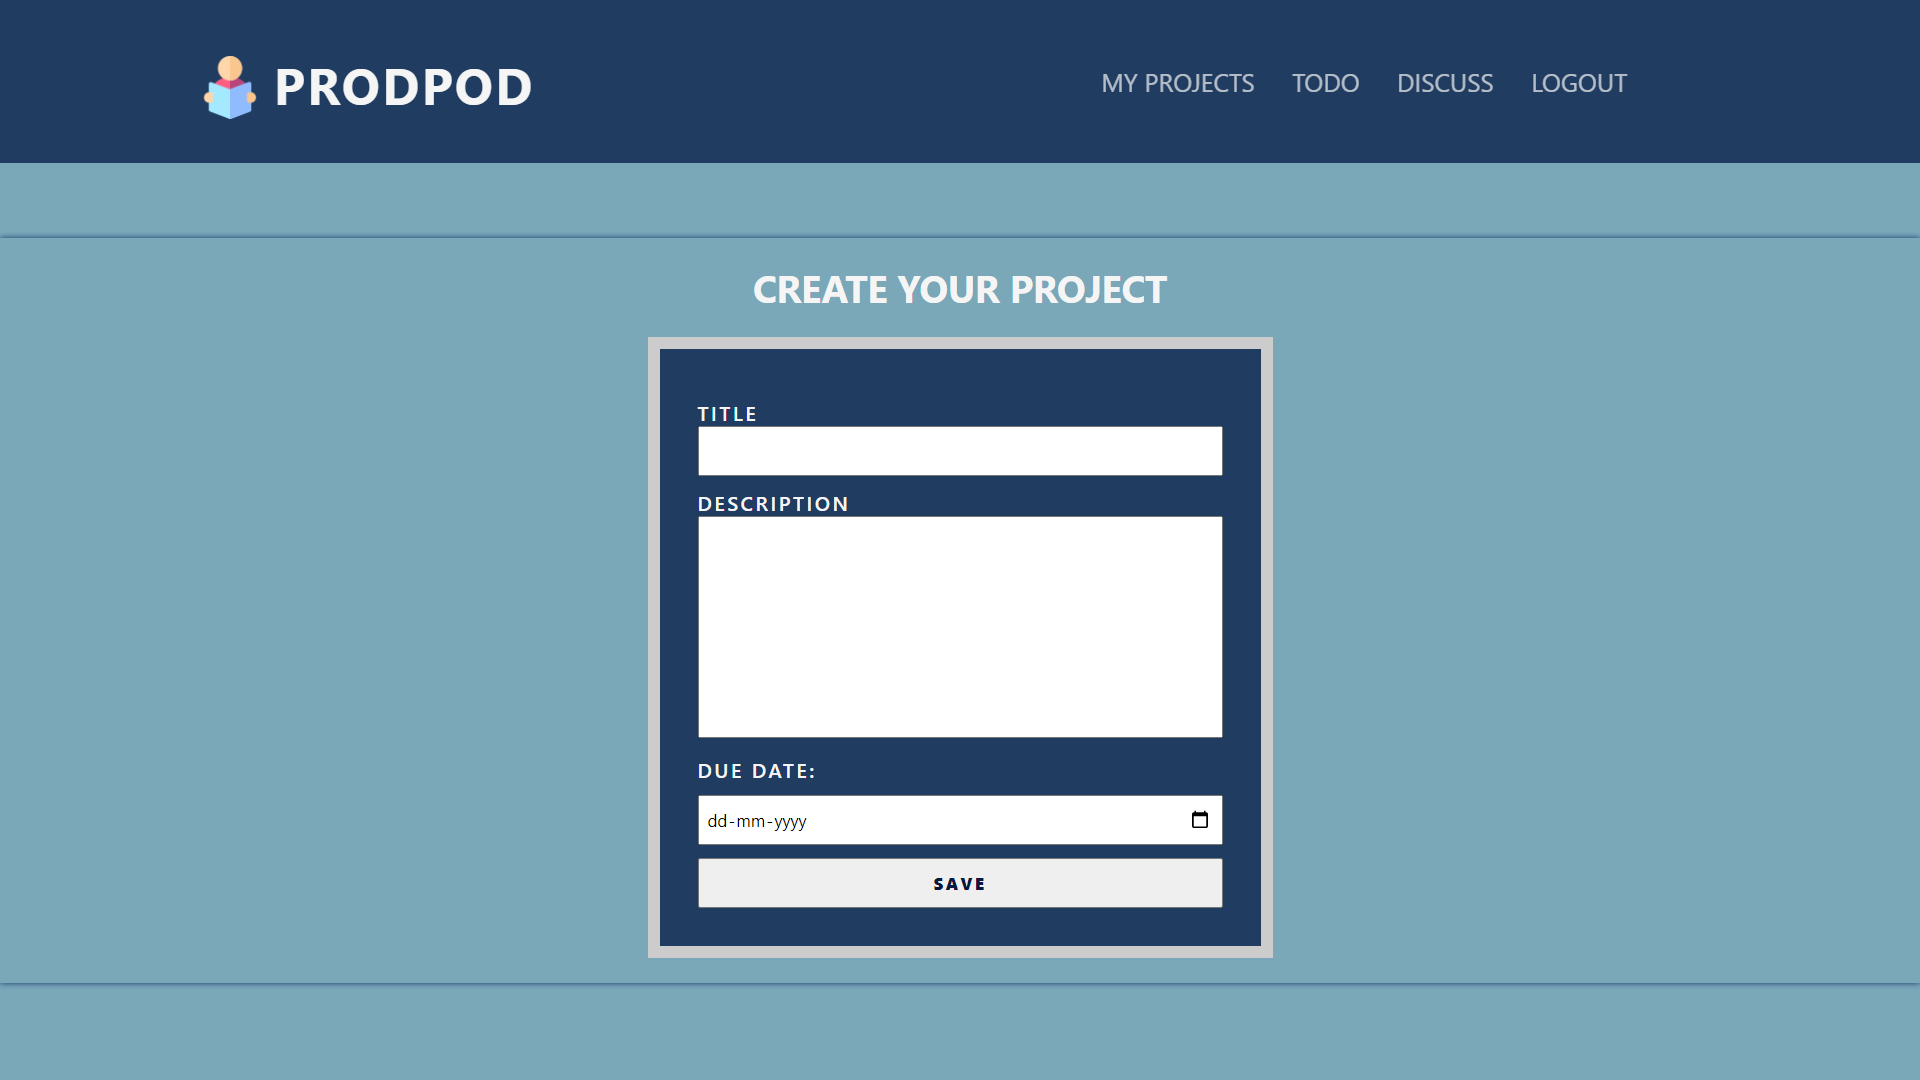 PRODPOD
MY PROJECTS TODO DISCUSS LOGOUT
CREATE YOUR PROJECT
TITLE
DESCRIPTION
DUE DATE:
dd-mm-yyyy
SAVE